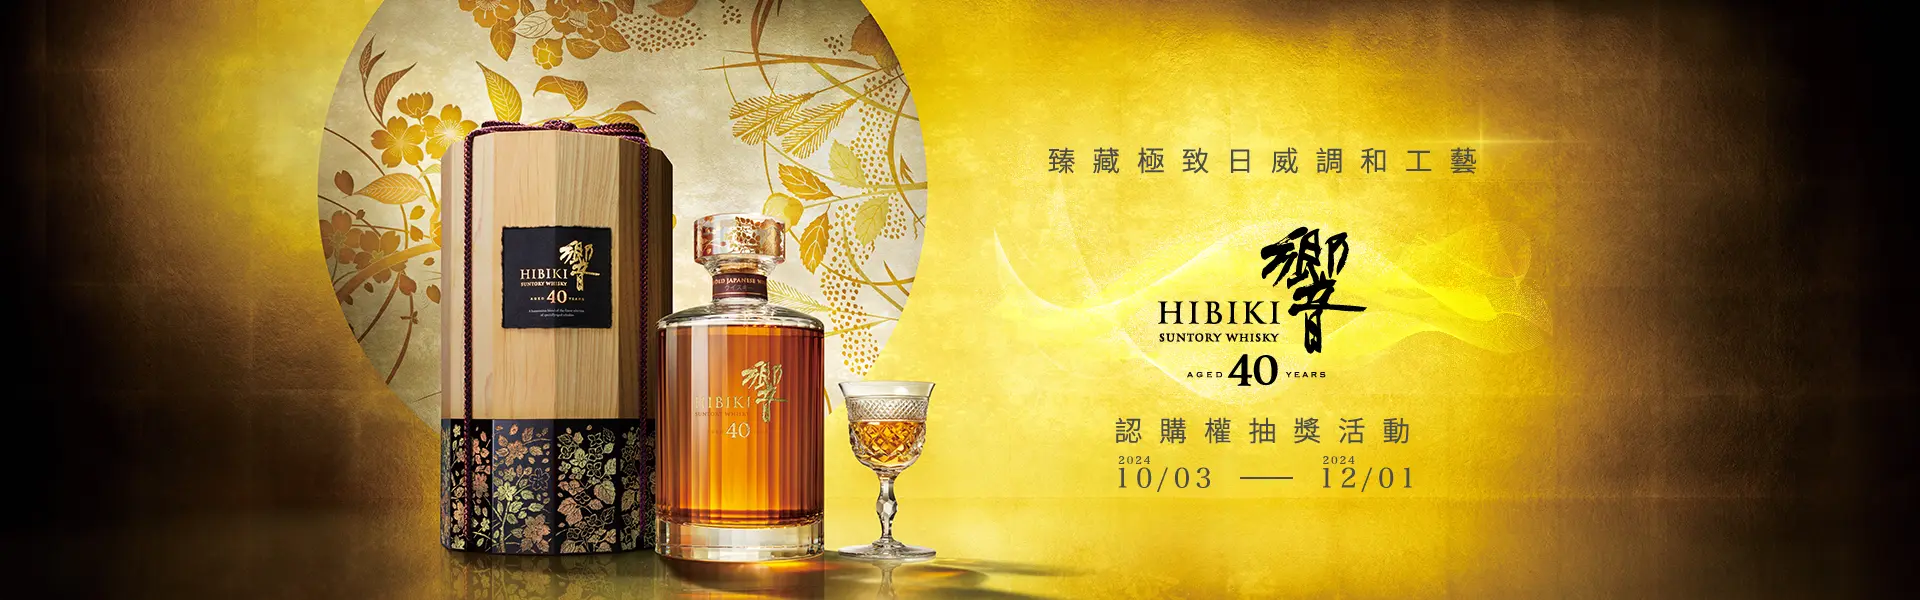 HIBIKI 響
SUNTORY WHISKY
AGED 40 YEARS
HIBIKI 響
SUNTORY WHISKY
40
臻藏極致日威調和工藝
HIBIKI 響
SUNTORY WHISKY
AGED 40 YEARS
認購權抽獎活動
2024 2024
10/03 — 12/01